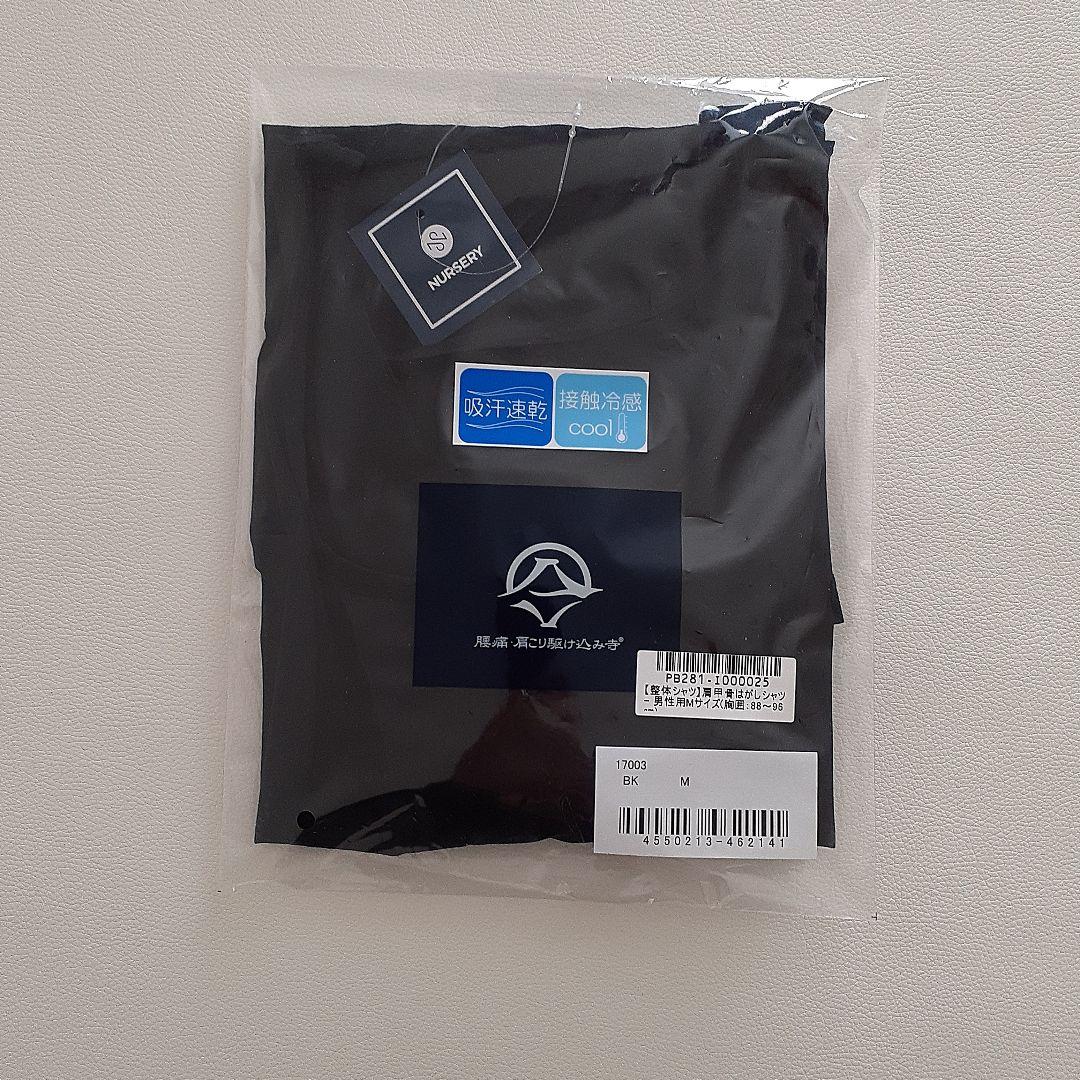 NURSERY
吸汗速乾
接触冷感
cool
腰痛・肩こり駆け込み寺®
PB281-I000025
【整体シャツ】肩甲骨はがしシャツ
- 男性用Mサイズ(胸囲:88〜96
17003
BK M
4550213-462141